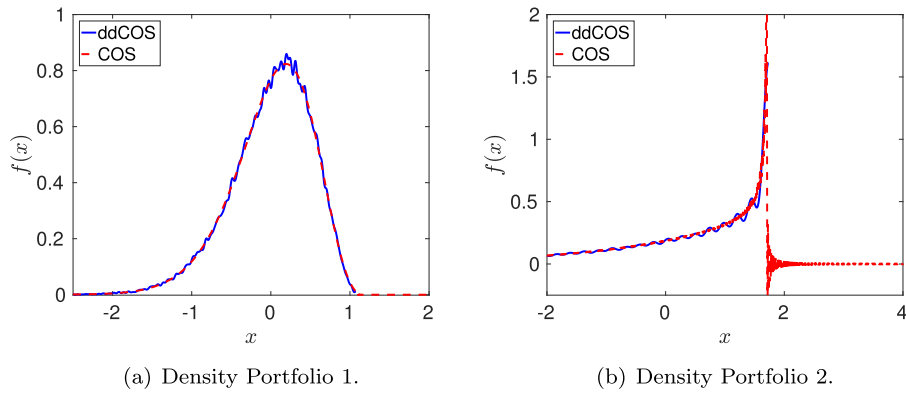 1
0.8
0.6
0.4
0.2
0
-2
-1
0
1
2
f(x)
x
ddCOS
COS
(a) Density Portfolio 1.
2
1.5
1
0.5
0
-2
0
2
4
f(x)
x
ddCOS
COS
(b) Density Portfolio 2.